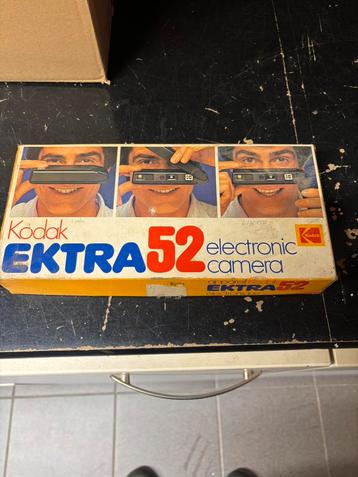 Kodak
EKTRA 52 electronic
camera
Kodak
EKTRA 52